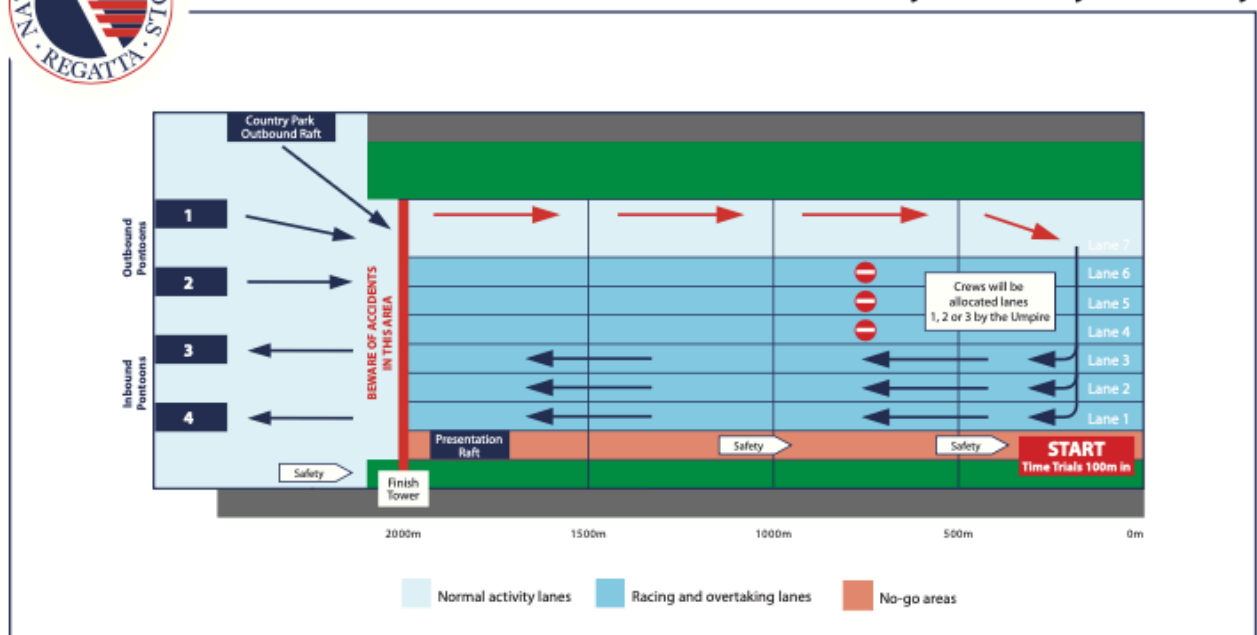 REGATTA
Country Park
Outbound Raft
Outbound
Pontoons
1
2
Inbound
Pontoons
3
4
BEWARE OF ACCIDENTS
IN THIS AREA
Lane 7
Lane 6
Lane 5
Lane 4
Lane 3
Lane 2
Lane 1
Crews will be
allocated lanes
1, 2 or 3 by the Umpire
Presentation
Raft
Safety
Safety
START
Time Trials 100m in
Safety
Finish
Tower
2000m
1500m
1000m
500m
0m
Normal activity lanes
Racing and overtaking lanes
No-go areas